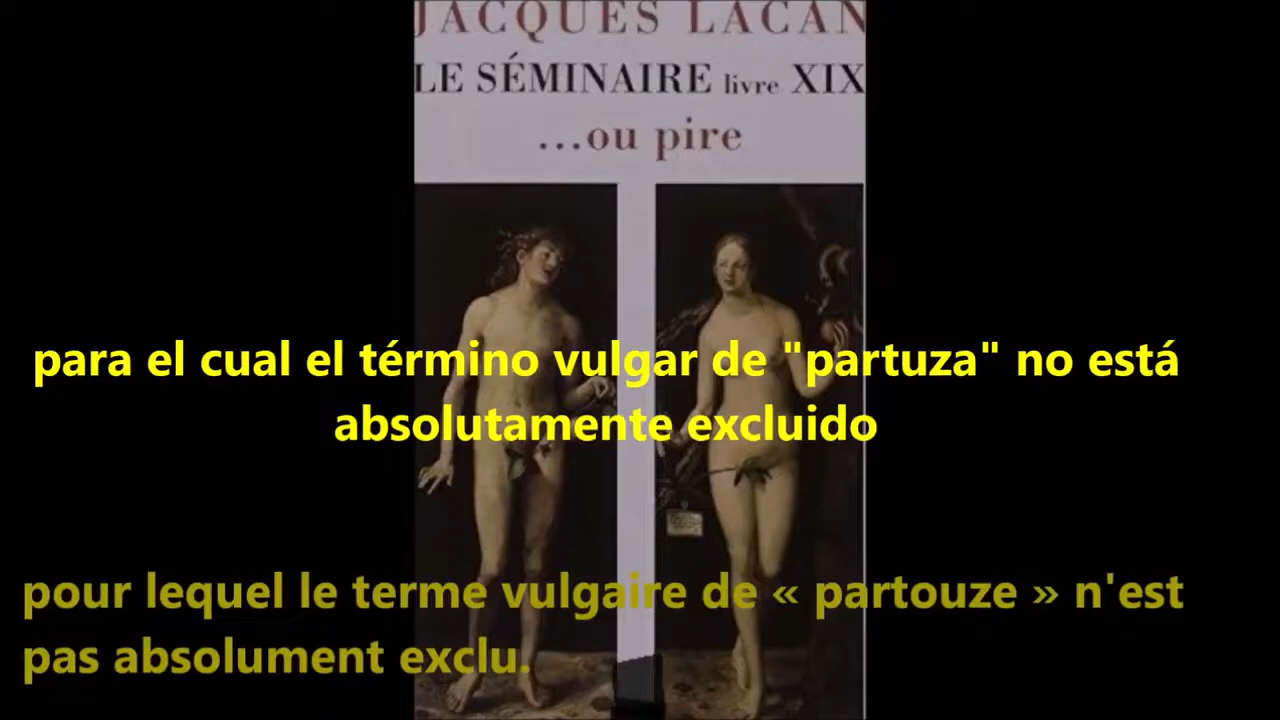 JACQUES LACAN
LE SÉMINAIRE livre XIX
...ou pire
para el cual el término vulgar de "partuza" no está
absolutamente excluido
pour lequel le terme vulgaire de « partouze » n'est
pas absolument exclu.